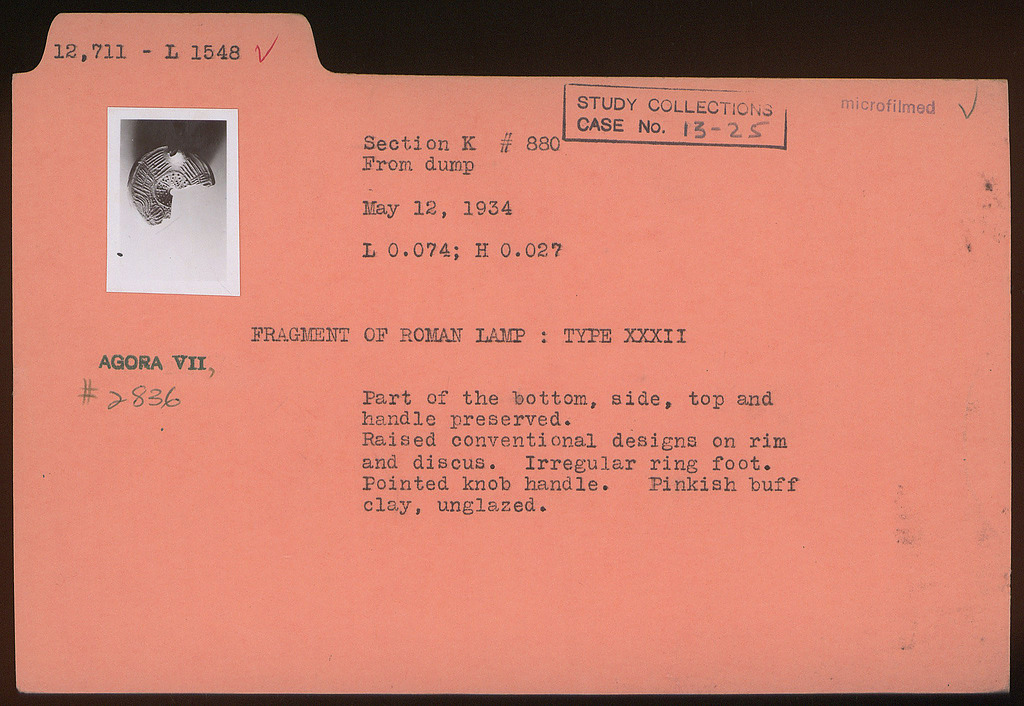 12,711 - L 1548 ✓
STUDY COLLECTIONS
CASE No. 13-25
microfilmed ✓
Section K # 880
From dump
May 12, 1934
L 0.074; H 0.027
FRAGMENT OF ROMAN LAMP : TYPE XXXII
AGORA VII,
# 2836
Part of the bottom, side, top and
handle preserved.
Raised conventional designs on rim
and discus. Irregular ring foot.
Pointed knob handle. Pinkish buff
clay, unglazed.